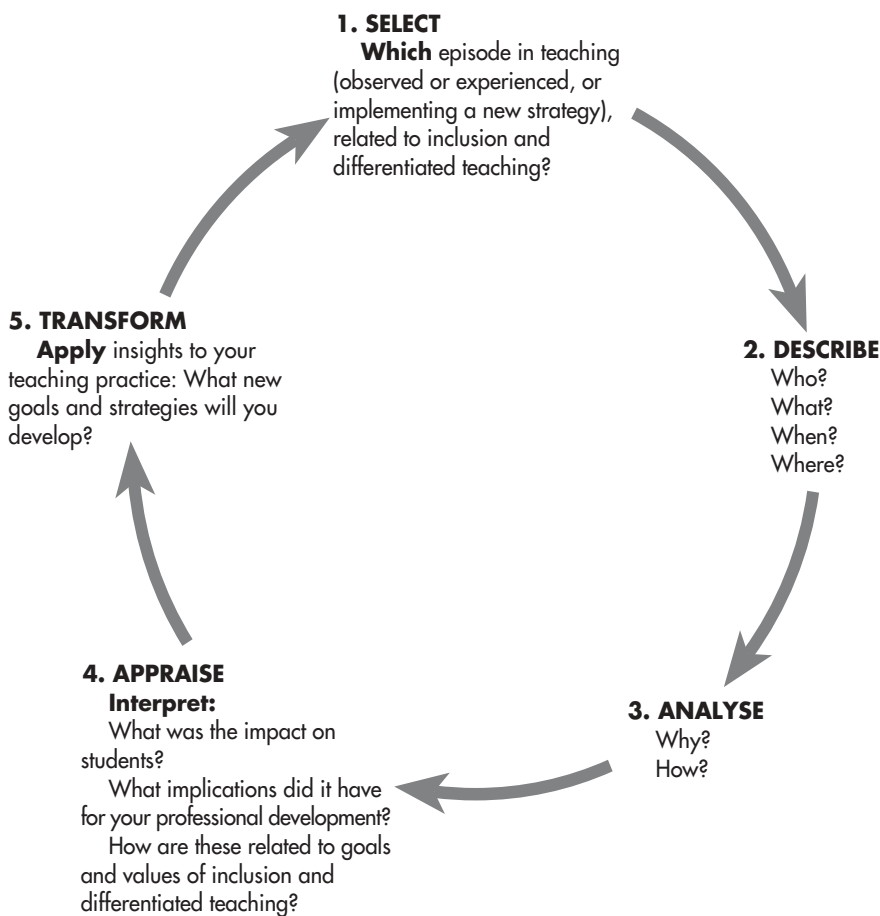 1. SELECT
Which episode in teaching
(observed or experienced, or
implementing a new strategy),
related to inclusion and
differentiated teaching?
2. DESCRIBE
Who?
What?
When?
Where?
3. ANALYSE
Why?
How?
4. APPRAISE
Interpret:
What was the impact on
students?
What implications did it have
for your professional development?
How are these related to goals
and values of inclusion and
differentiated teaching?
5. TRANSFORM
Apply insights to your
teaching practice: What new
goals and strategies will you
develop?